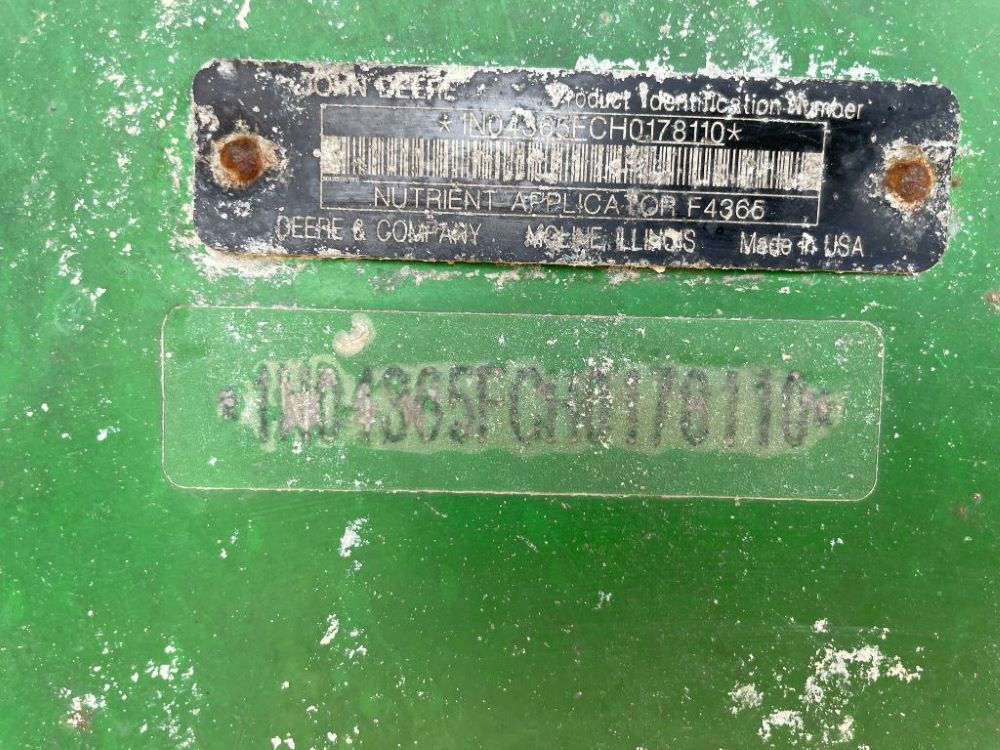 JOHN DEERE
Product Identification Number
*1N04365FCH0178110*
NUTRIENT APPLICATOR F4365
DEERE & COMPANY MOLINE, ILLINOIS Made in USA
*1N04365FCH0178110*